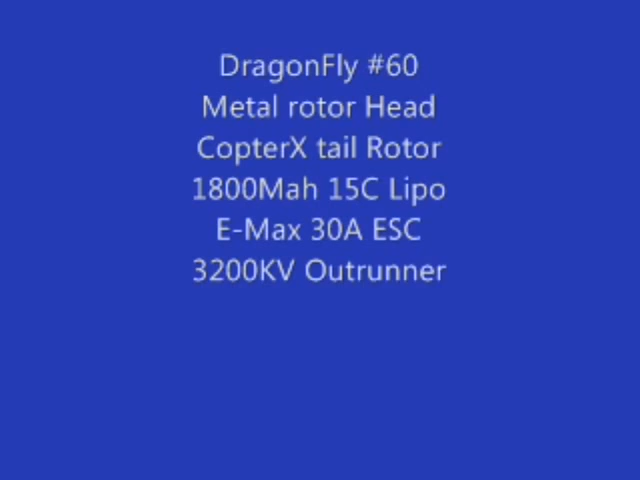 DragonFly #60
Metal rotor Head
CopterX tail Rotor
1800Mah 15C Lipo
E-Max 30A ESC
3200KV Outrunner